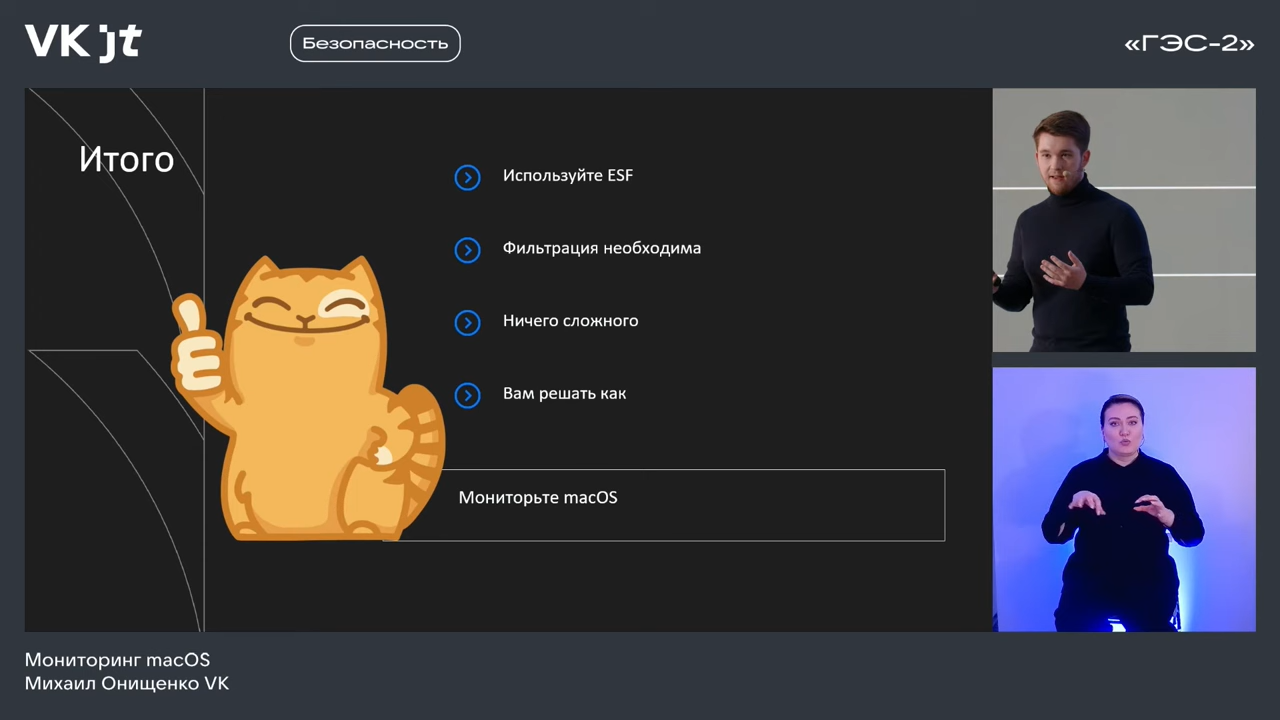 VK jt
Безопасность
«ГЭС-2»
Итого
Используйте ESF
Фильтрация необходима
Ничего сложного
Вам решать как
Мониторьте macOS
Мониторинг macOS
Михаил Онищенко VK